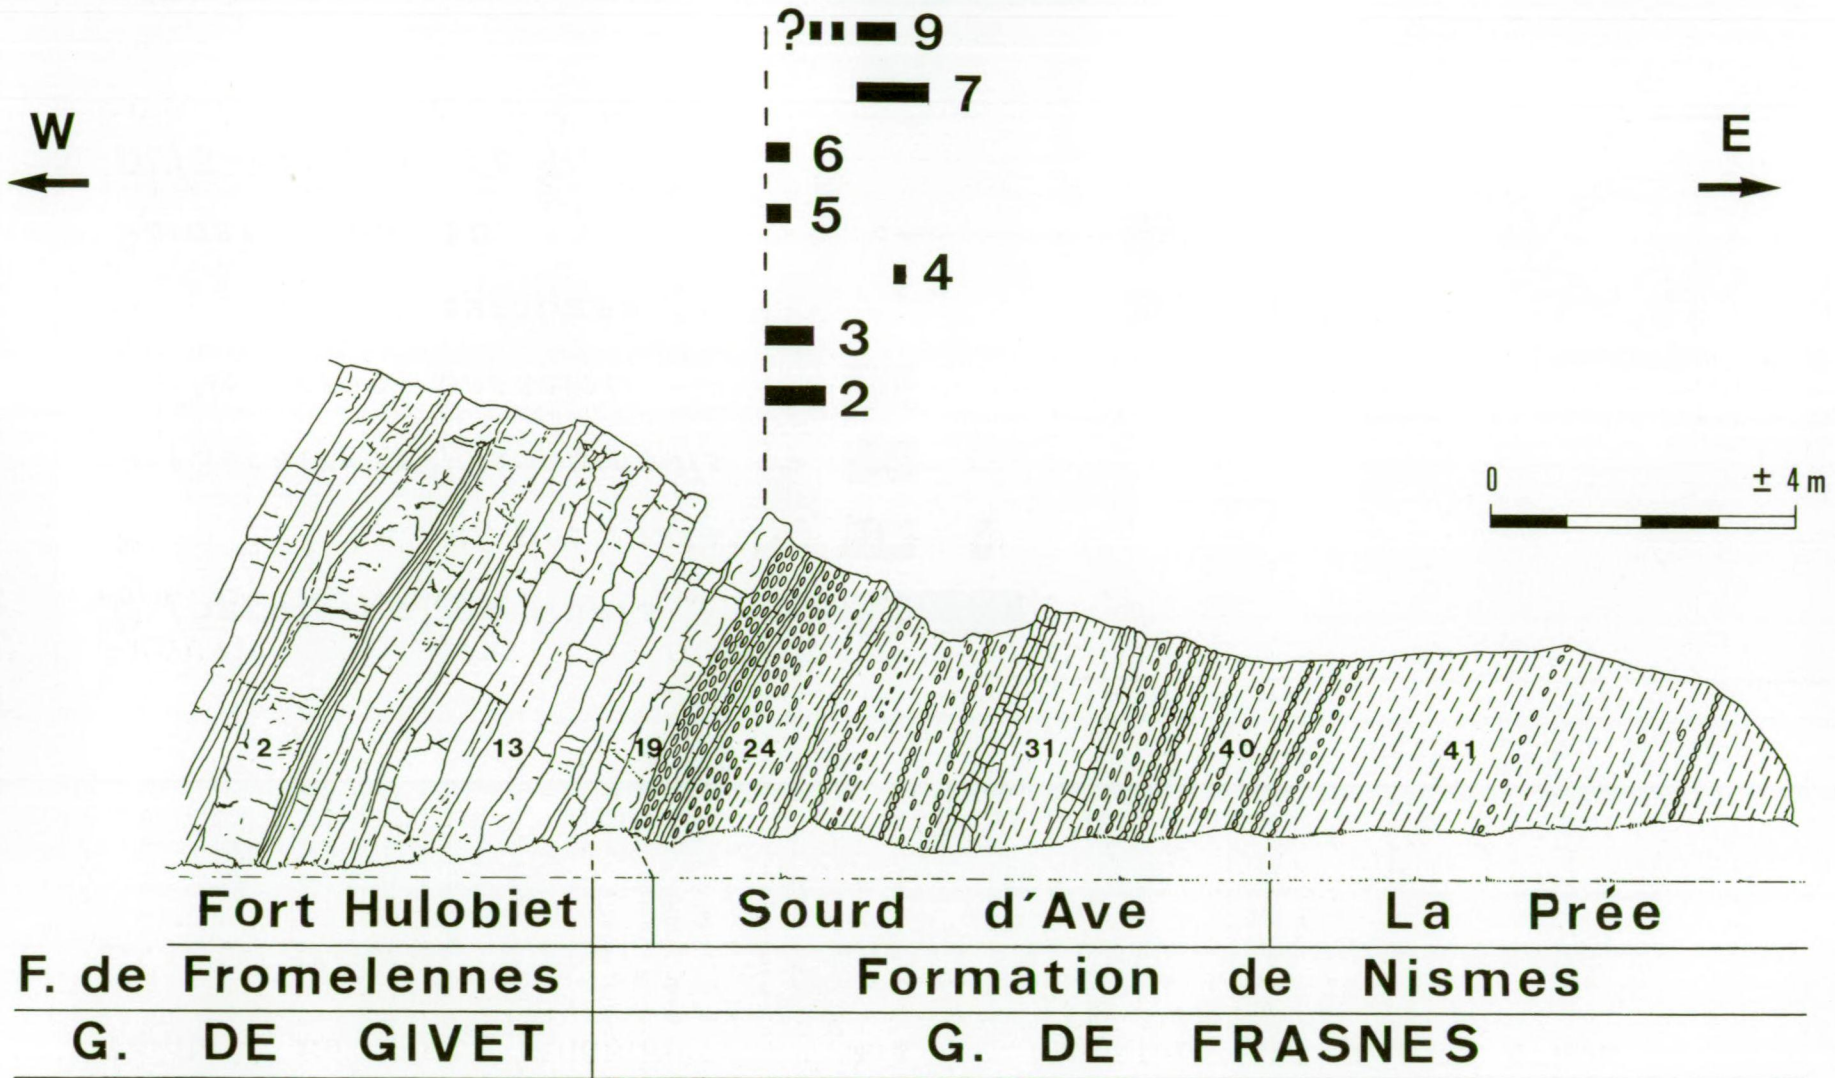 ? 9
7
W
E
6
5
4
3
2
0 ± 4 m
2 13 19 24 31 40 41
Fort Hulobiet Sourd d'Ave La Prée
F. de Fromelennes Formation de Nismes
G. DE GIVET G. DE FRASNES